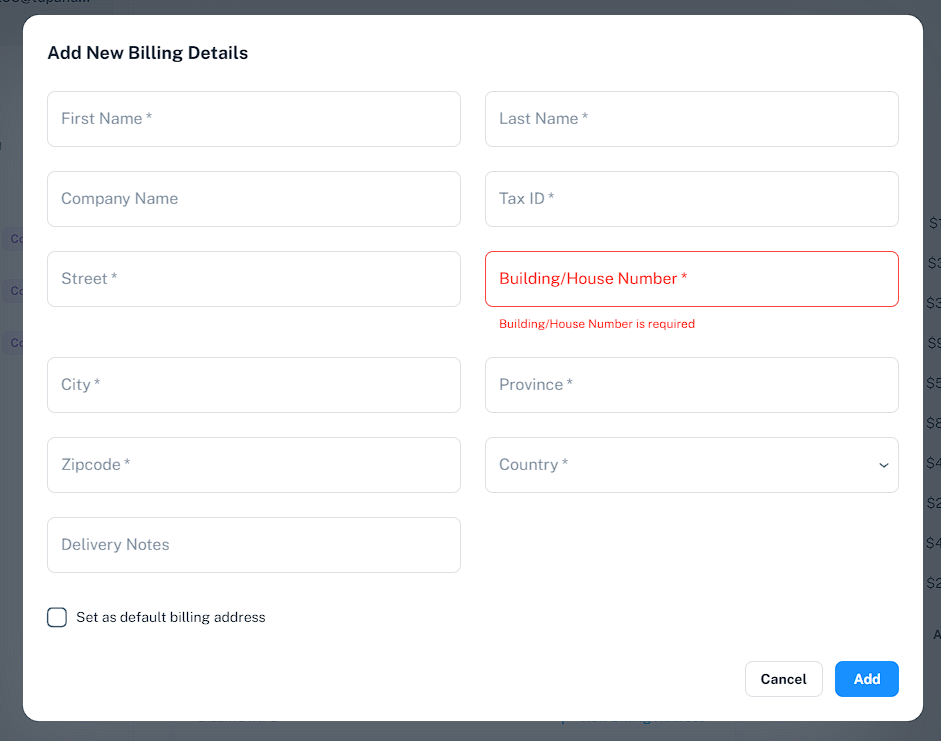 Add New Billing Details
First Name *
Last Name *
Company Name
Tax ID *
Street *
Building/House Number *
Building/House Number is required
City *
Province *
Zipcode *
Country *
Delivery Notes
Set as default billing address
Cancel
Add